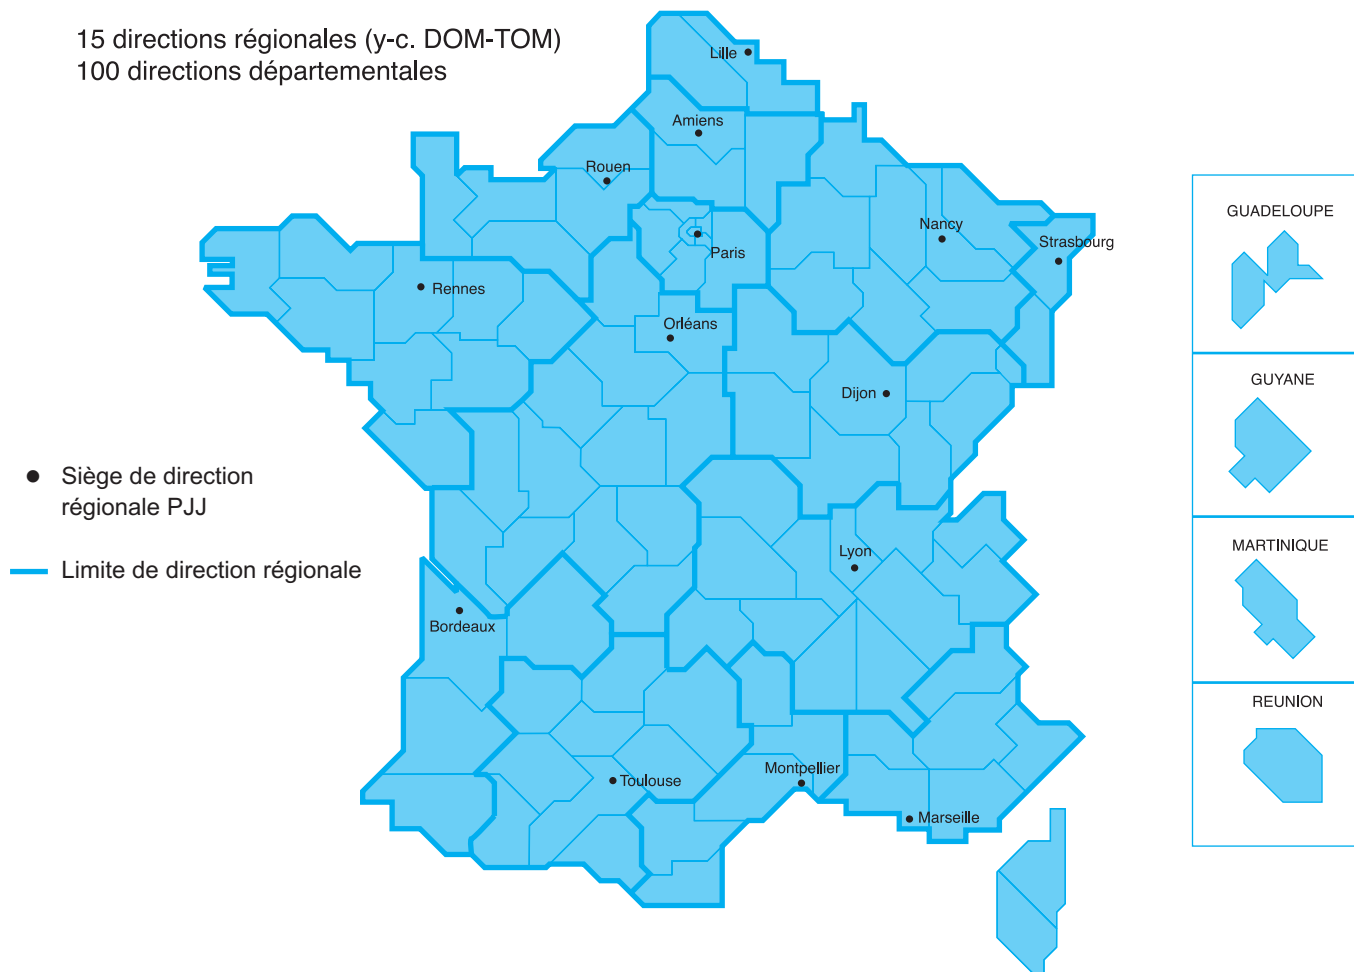 15 directions régionales (y-c. DOM-TOM)
100 directions départementales
Lille
Amiens
Rouen
Paris
Nancy
Strasbourg
Rennes
Orléans
Dijon
Lyon
Bordeaux
Toulouse
Montpellier
Marseille
Siège de direction
régionale PJJ
Limite de direction régionale
GUADELOUPE
GUYANE
MARTINIQUE
REUNION